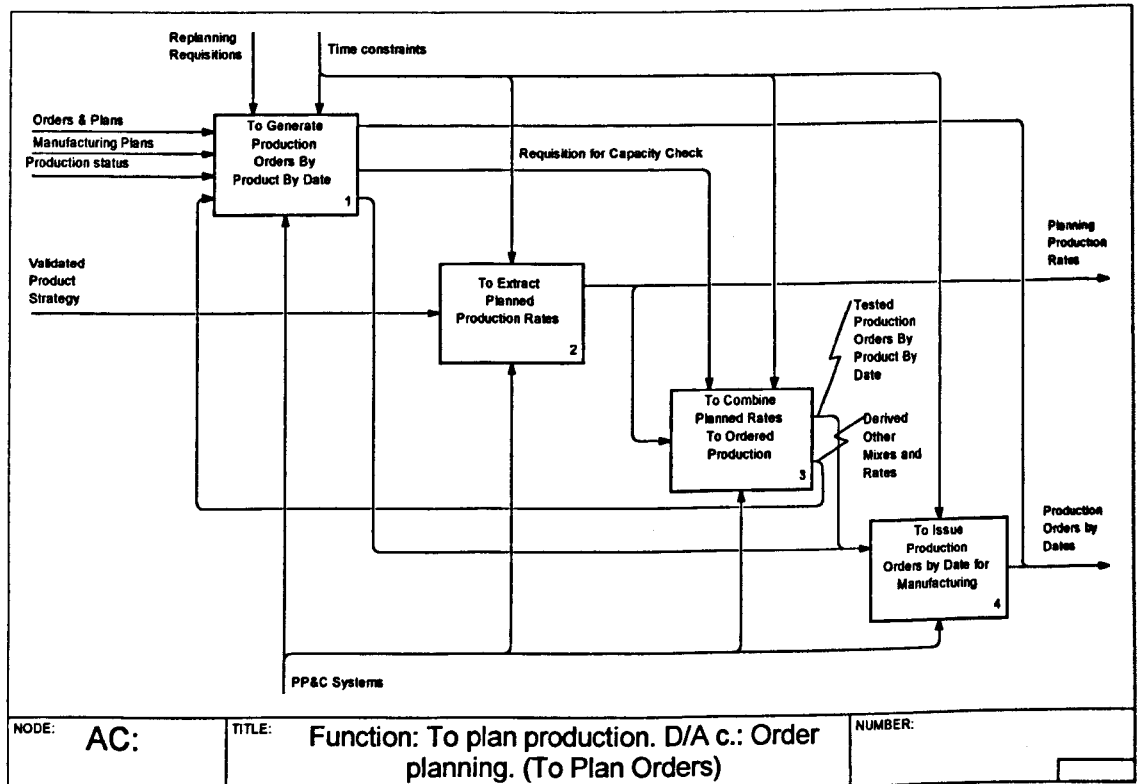 Replanning
Requisitions
Time constraints
Orders & Plans
Manufacturing Plans
Production status
To Generate
Production
Orders By
Product By Date
1
Requisition for Capacity Check
Validated
Product
Strategy
To Extract
Planned
Production Rates
2
Planning
Production
Rates
Tested
Production
Orders By
Product By
Date
To Combine
Planned Rates
To Ordered
Production
3
Derived
Other
Mixes and
Rates
To Issue
Production
Orders by Date for
Manufacturing
4
Production
Orders by
Dates
PP&C Systems
NODE: AC:
TITLE: Function: To plan production. D/A c.: Order
planning. (To Plan Orders)
NUMBER: